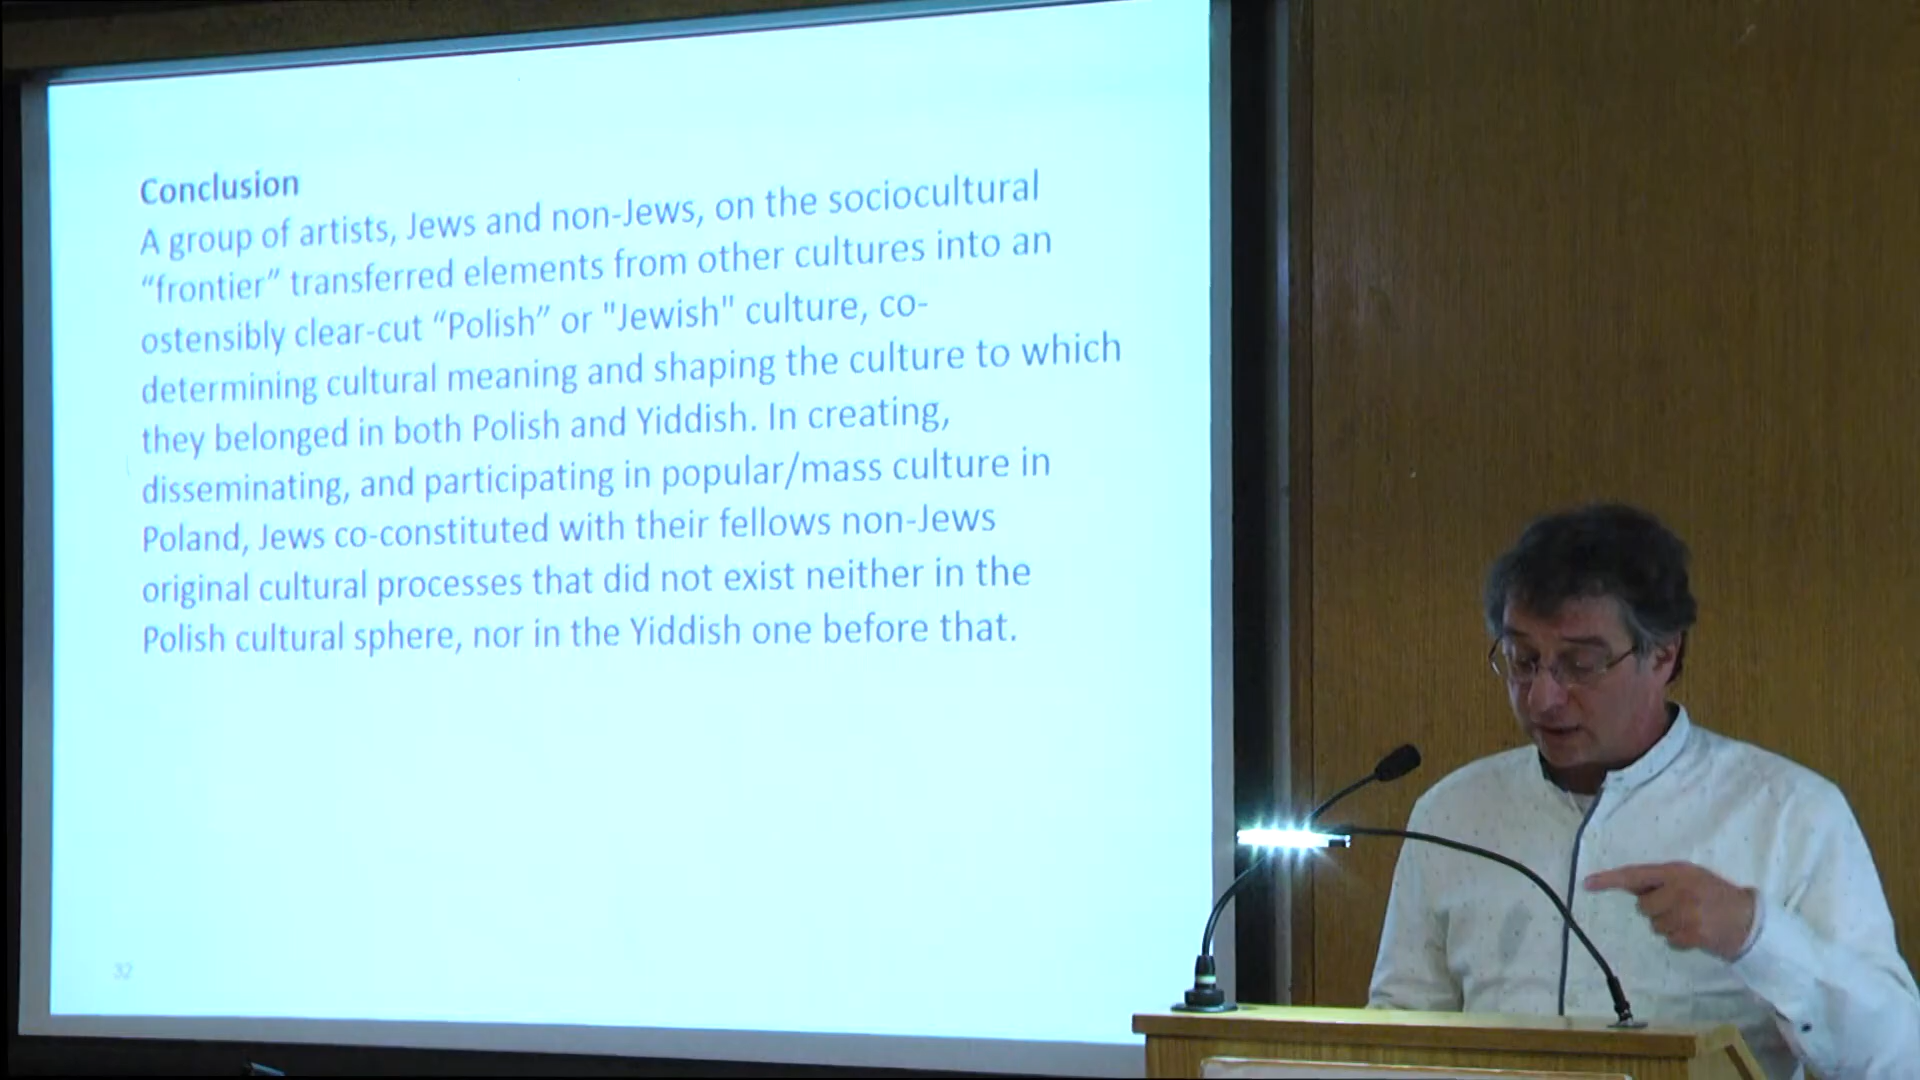 Conclusion
A group of artists, Jews and non-Jews, on the sociocultural
“frontier” transferred elements from other cultures into an
ostensibly clear-cut “Polish” or "Jewish" culture, co-
determining cultural meaning and shaping the culture to which
they belonged in both Polish and Yiddish. In creating,
disseminating, and participating in popular/mass culture in
Poland, Jews co-constituted with their fellows non-Jews
original cultural processes that did not exist neither in the
Polish cultural sphere, nor in the Yiddish one before that.
32